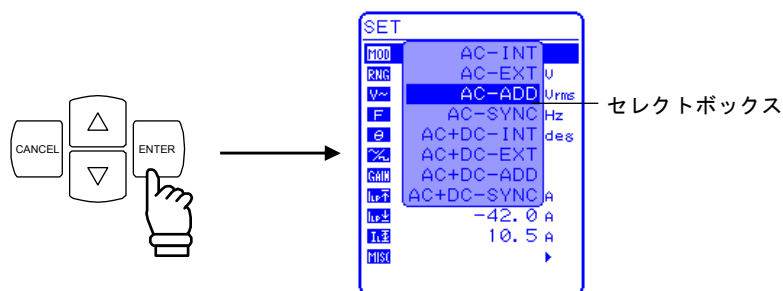 CANCEL
ENTER
SET
MOD AC-INT
RNG AC-EXT V
V~ AC-ADD Vrms
F AC-SYNC Hz
θ AC+DC-INT deg
AC+DC-EXT
GAIN AC+DC-ADD
AC+DC-SYNC A
-42.0 A
10.5 A
MISC
セレクトボックス